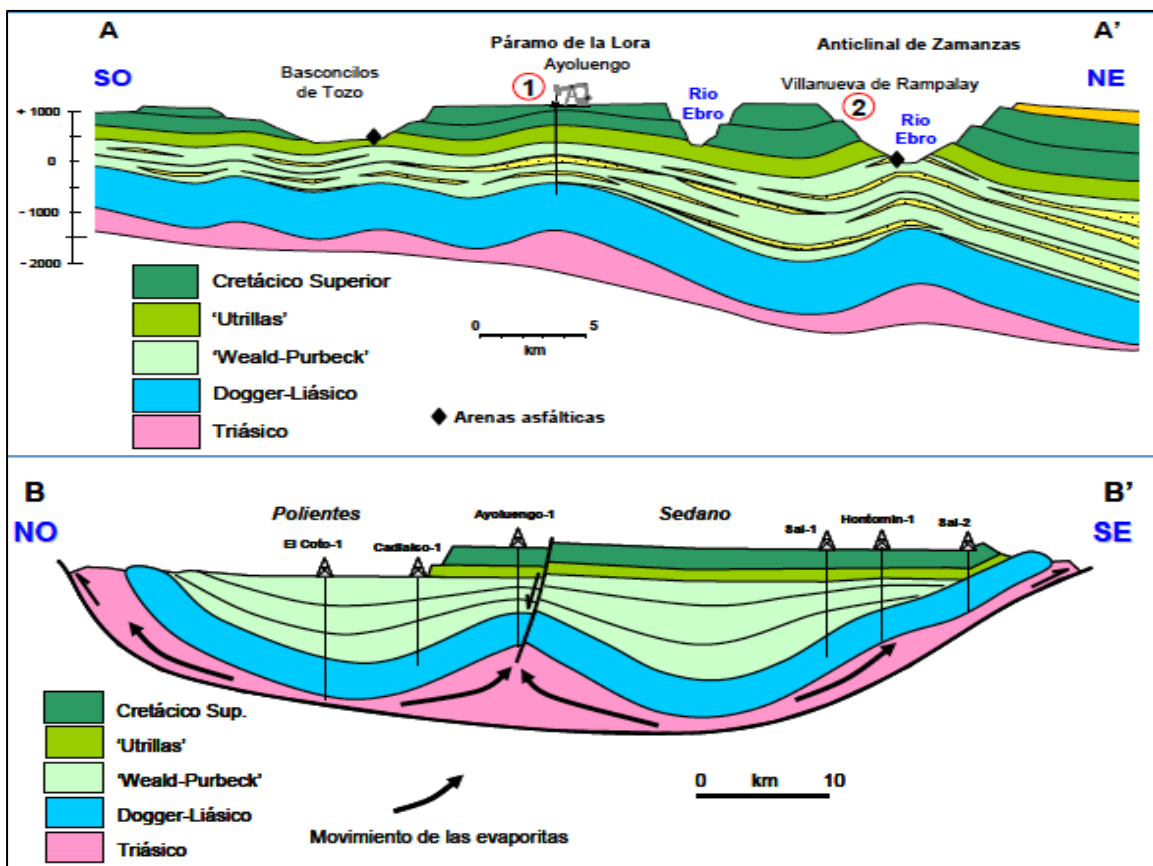 A
A'
SO
NE
Páramo de la Lora
Ayoluengo
Anticlinal de Zamanzas
Basconcilos
de Tozo
1
Rio
Ebro
Villanueva de Rampalay
2
Rio
Ebro
+ 1000
0
- 1000
- 2000
Cretácico Superior
'Utrillas'
'Weald-Purbeck'
Dogger-Liásico
Triásico
0 5
km
Arenas asfálticas
B
B'
NO
SE
Polientes
Sedano
El Coto-1
Cadialso-1
Ayoluengo-1
Sal-1
Hontomin-1
Sal-2
Cretácico Sup.
'Utrillas'
'Weald-Purbeck'
Dogger-Liásico
Triásico
Movimiento de las evaporitas
0 km 10